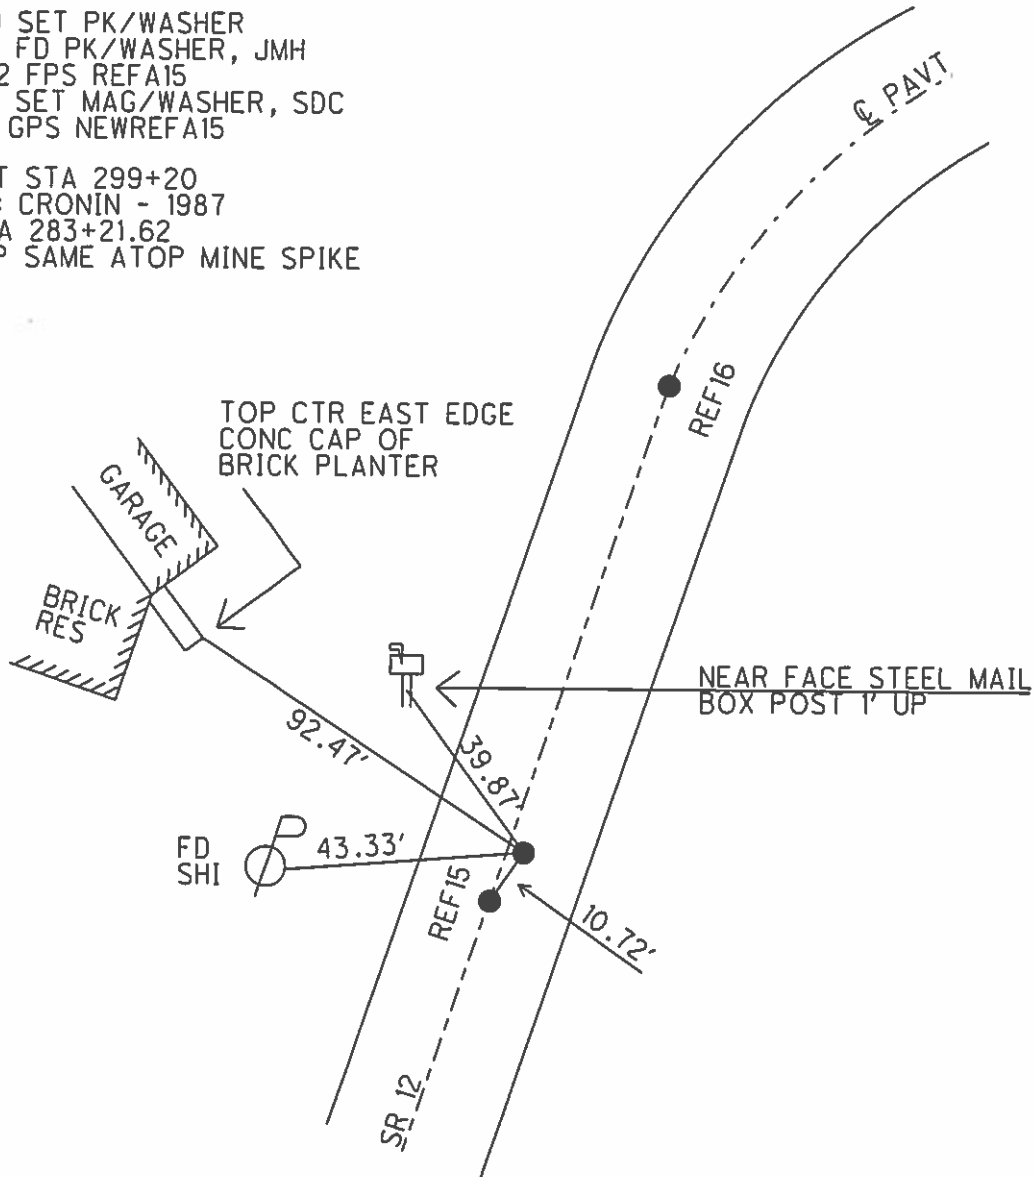 SET PK/WASHER
FD PK/WASHER, JMH
2 FPS REFA15
SET MAG/WASHER, SDC
GPS NEWREFA15
T STA 299+20
: CRONIN - 1987
A 283+21.62
P SAME ATOP MINE SPIKE
℄ PAVT
REF16
TOP CTR EAST EDGE
CONC CAP OF
BRICK PLANTER
GARAGE
BRICK
RES
NEAR FACE STEEL MAIL
BOX POST 1' UP
92.47'
39.87'
FD
SHI
43.33'
REF15
10.72'
SR 12